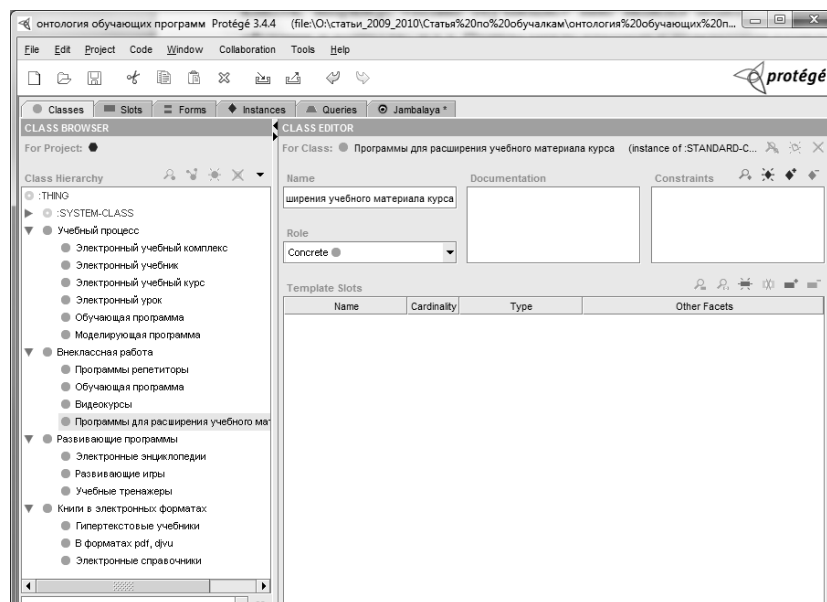 онтология обучающих программ Protégé 3.4.4 (file:\O:\статьи_2009_2010\Статья%20по%20обучалкам\онтология%20обучающих%20п...
File Edit Project Code Window Collaboration Tools Help
protégé
Classes Slots Forms Instances Queries Jambalaya *
CLASS BROWSER
CLASS EDITOR
For Project:
For Class: Программы для расширения учебного материала курса (instance of :STANDARD-C...
Class Hierarchy
Name
Documentation
Constraints
:THING
ширения учебного материала курса
:SYSTEM-CLASS
Учебный процесс
Role
Электронный учебный комплекс
Concrete
Электронный учебник
Электронный учебный курс
Template Slots
Электронный урок
Name Cardinality Type Other Facets
Обучающая программа
Моделирующая программа
Внеклассная работа
Программы репетиторы
Обучающая программа
Видеокурсы
Программы для расширения учебного мат
Развивающие программы
Электронные энциклопедии
Развивающие игры
Учебные тренажеры
Книги в электронных форматах
Гипертекстовые учебники
В форматах pdf, djvu
Электронные справочники